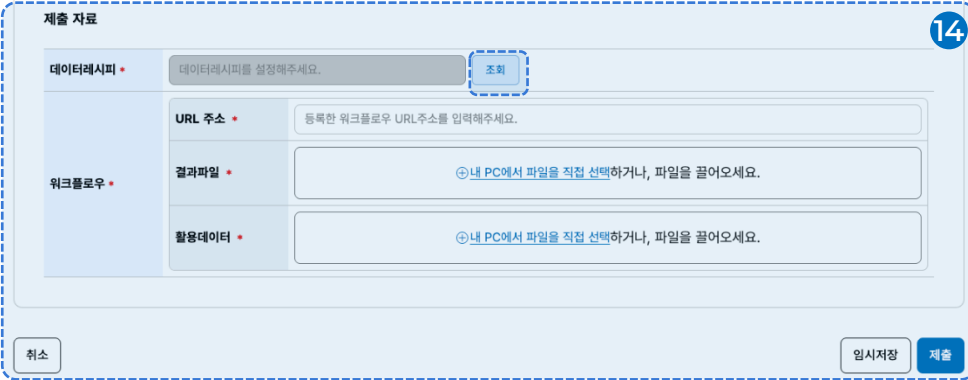 제출 자료
14
데이터레시피 *
데이터레시피를 설정해주세요.
조회
워크플로우 *
URL 주소 *
등록한 워크플로우 URL주소를 입력해주세요.
결과파일 *
⊕내 PC에서 파일을 직접 선택하거나, 파일을 끌어오세요.
활용데이터 *
⊕내 PC에서 파일을 직접 선택하거나, 파일을 끌어오세요.
취소
임시저장
제출